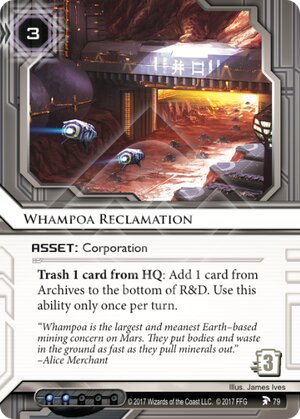 3
WHAMPOA RECLAMATION
ASSET: Corporation
Trash 1 card from HQ: Add 1 card from
Archives to the bottom of R&D. Use this
ability only once per turn.
“Whampoa is the largest and meanest Earth–based
mining concern on Mars. They put bodies and waste
in the ground as fast as they pull minerals out.”
–Alice Merchant
3
Illus. James Ives
© 2017 Wizards of the Coast LLC. © 2017 FFG
79